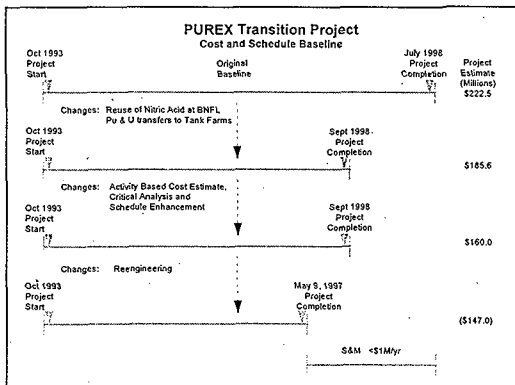 PUREX Transition Project
Cost and Schedule Baseline
Oct 1993
Project
Start
Original
Baseline
July 1998
Project
Completion
Project
Estimate
(Millions)
$222.5
Changes: Reuse of Nitric Acid at BNFL,
Pu & U transfers to Tank Farms
Oct 1993
Project
Start
Sept 1998
Project
Completion
$185.6
Changes: Activity Based Cost Estimate,
Critical Analysis and
Schedule Enhancement
Oct 1993
Project
Start
Sept 1998
Project
Completion
$160.0
Changes: Reengineering
Oct 1993
Project
Start
May 9, 1997
Project
Completion
($147.0)
S&M <$1M/yr